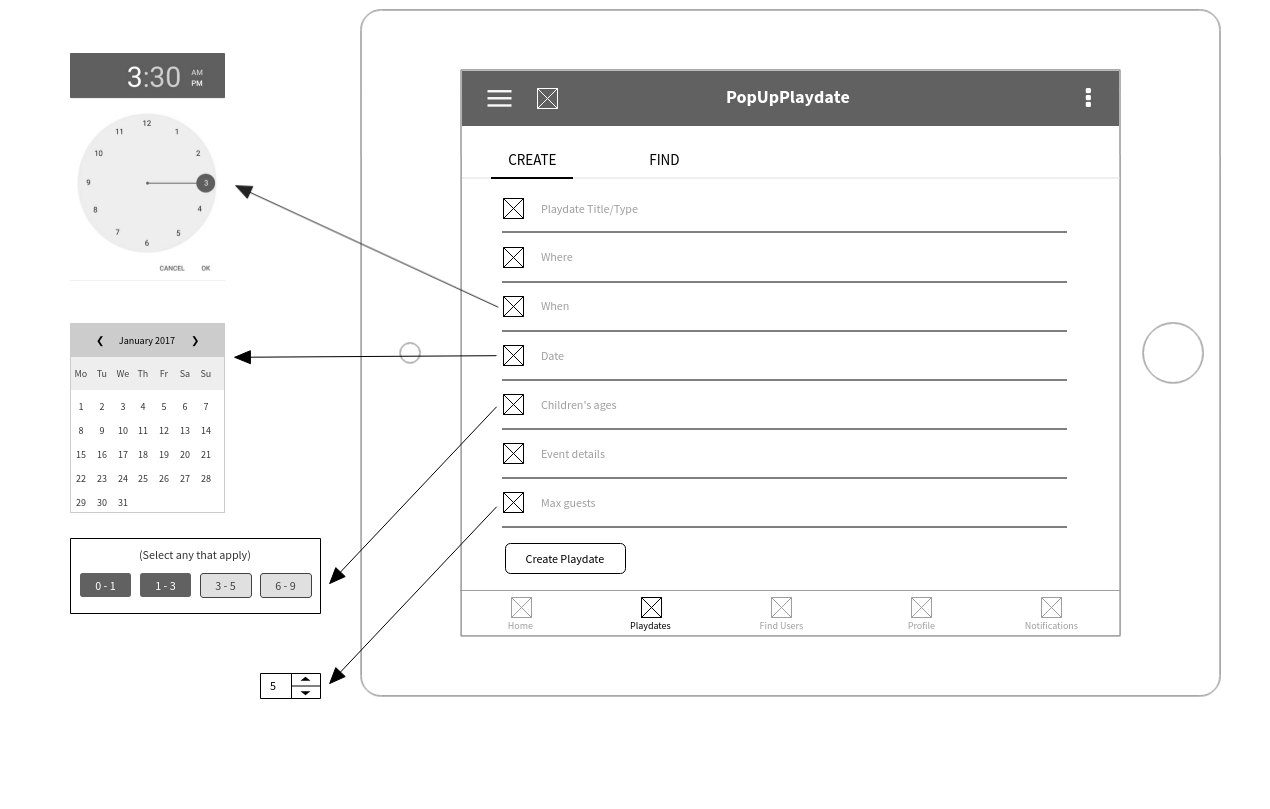 3:30 AM
PM
12
11 1
10 2
9 3
8 4
7 5
6
CANCEL OK
❮ January 2017 ❯
Mo Tu We Th Fr Sa Su
1 2 3 4 5 6 7
8 9 10 11 12 13 14
15 16 17 18 19 20 21
22 23 24 25 26 27 28
29 30 31
(Select any that apply)
0 - 1 1 - 3 3 - 5 6 - 9
5
PopUpPlaydate
CREATE FIND
Playdate Title/Type
Where
When
Date
Children's ages
Event details
Max guests
Create Playdate
Home Playdates Find Users Profile Notifications